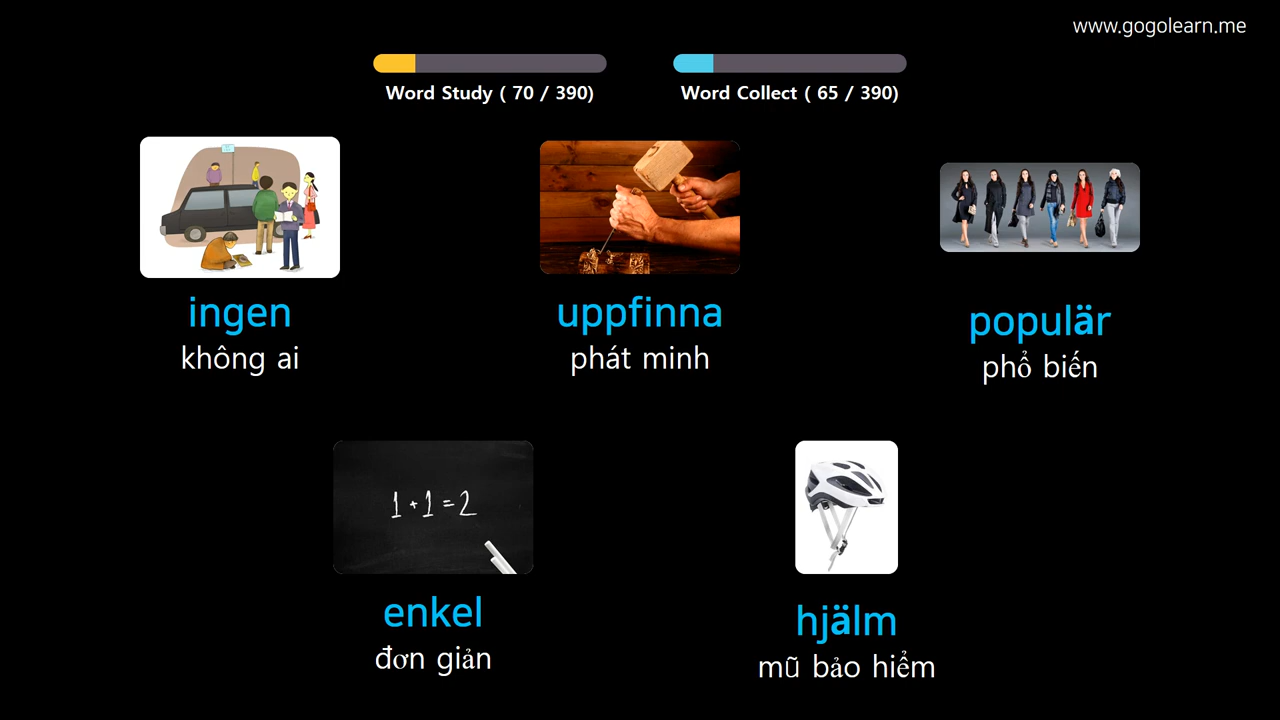 www.gogolearn.me
Word Study ( 70 / 390)
Word Collect ( 65 / 390)
ingen
không ai
uppfinna
phát minh
populär
phổ biến
1+1=2
enkel
đơn giản
hjälm
mũ bảo hiểm